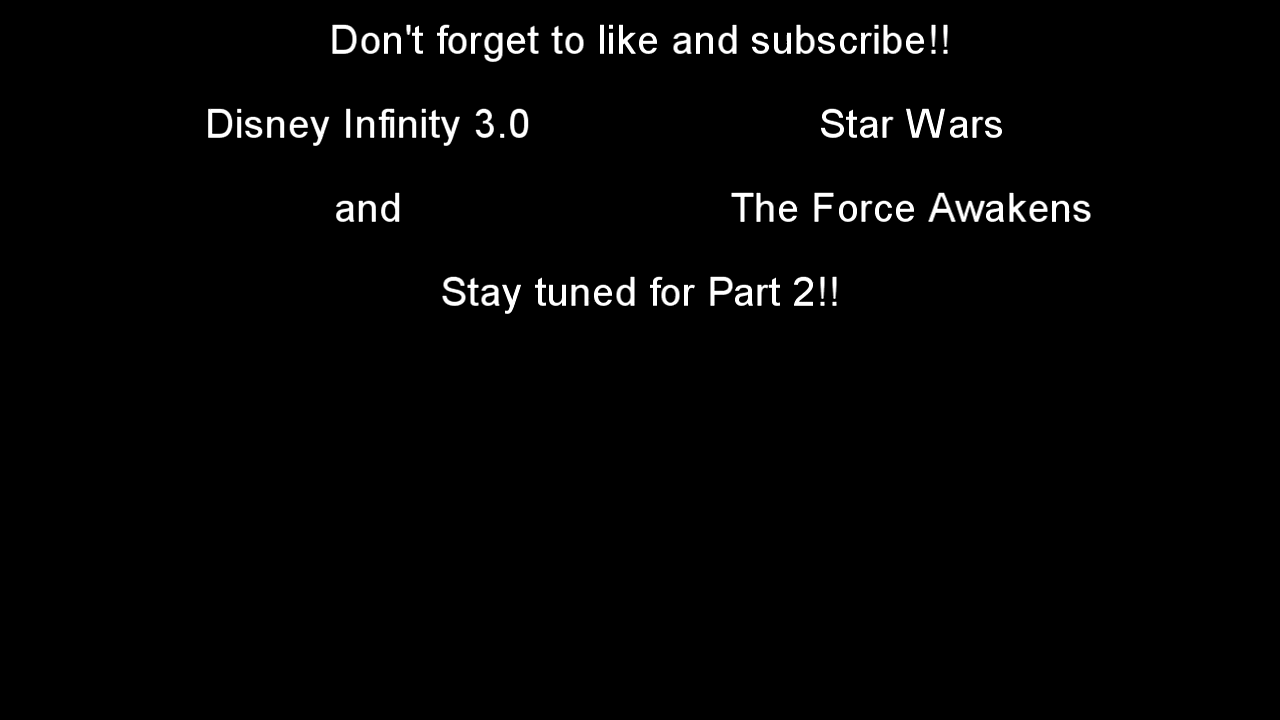 Don't forget to like and subscribe!!
Disney Infinity 3.0 Star Wars
and The Force Awakens
Stay tuned for Part 2!!